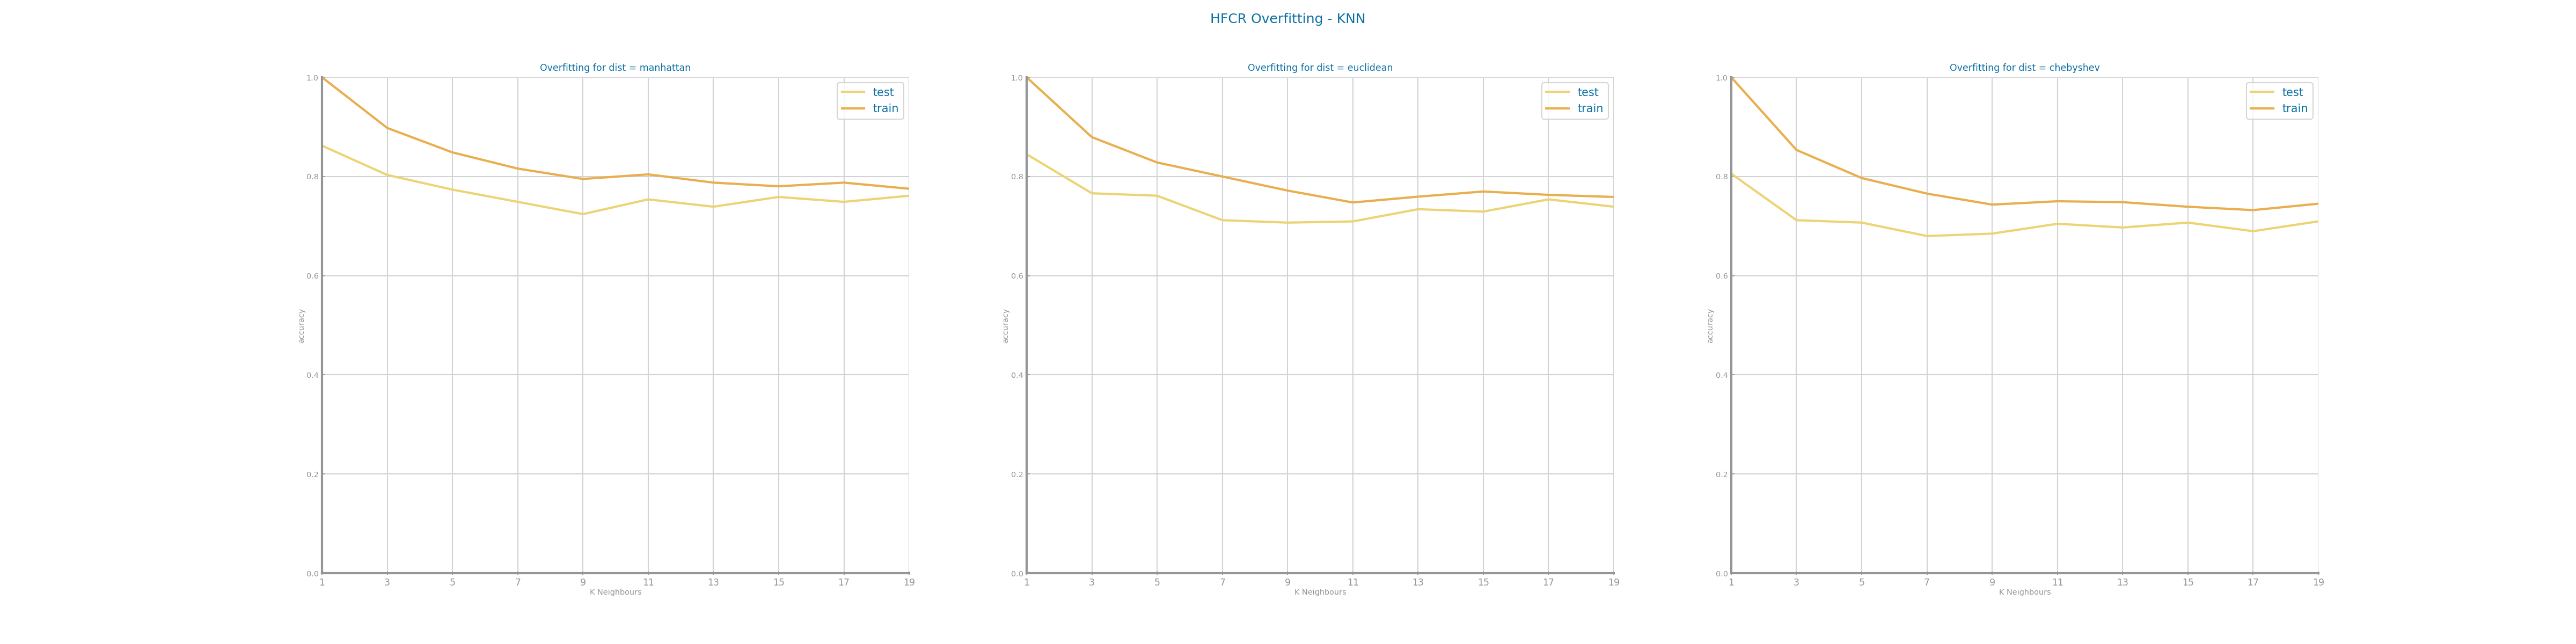 HFCR Overfitting - KNN
Overfitting for dist = manhattan
test
train
1.0
0.8
0.6
0.4
0.2
0.0
accuracy
1 3 5 7 9 11 13 15 17 19
K Neighbours
Overfitting for dist = euclidean
test
train
1.0
0.8
0.6
0.4
0.2
0.0
accuracy
1 3 5 7 9 11 13 15 17 19
K Neighbours
Overfitting for dist = chebyshev
test
train
1.0
0.8
0.6
0.4
0.2
0.0
accuracy
1 3 5 7 9 11 13 15 17 19
K Neighbours